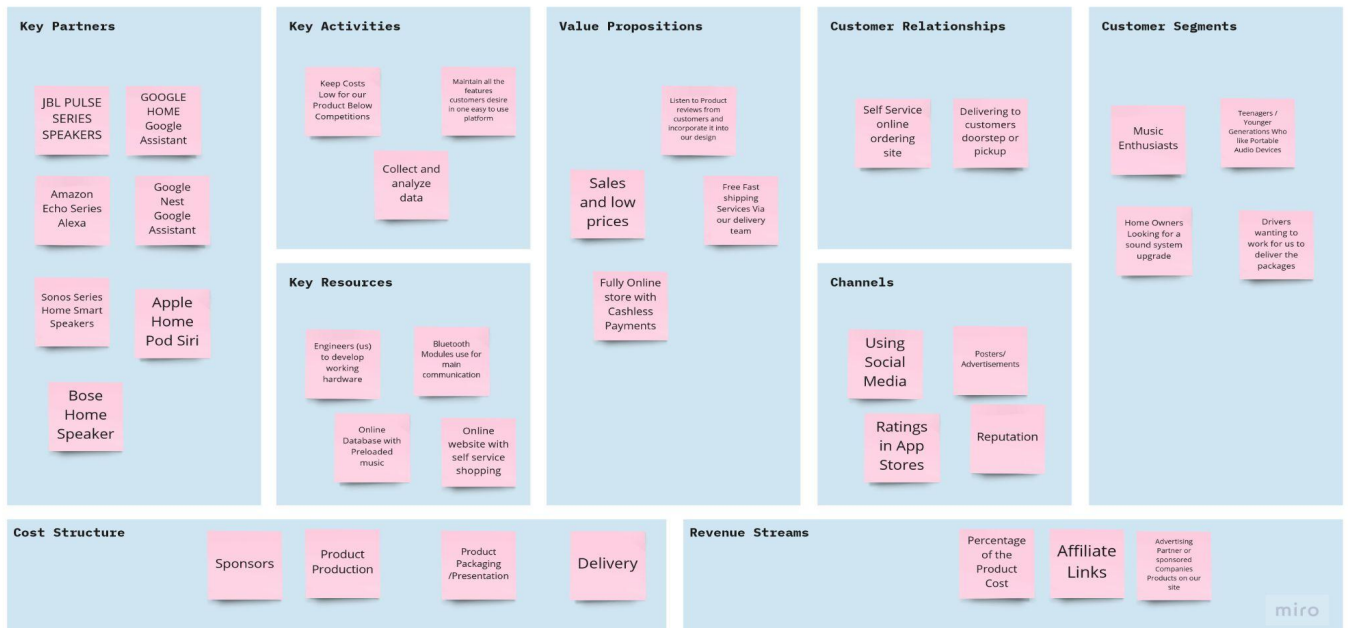 Key Partners
JBL PULSE
SERIES
SPEAKERS
GOOGLE
HOME
Google
Assistant
Amazon
Echo Series
Alexa
Google
Nest
Google
Assistant
Sonos Series
Home Smart
Speakers
Apple
Home
Pod Siri
Bose
Home
Speaker
Key Activities
Keep Costs
Low for our
Product Below
Competitions
Maintain all the
features
customers desire
in one easy to use
platform
Collect and
analyze
data
Key Resources
Engineers (us)
to develop
working
hardware
Bluetooth
Modules use for
main
communication
Online
Database with
Preloaded
music
Online
website with
self service
shopping
Value Propositions
Listen to Product
reviews from
customers and
incorporate it into
our design
Sales
and low
prices
Free Fast
shipping
Services Via
our delivery
team
Fully Online
store with
Cashless
Payments
Customer Relationships
Self Service
online
ordering
site
Delivering to
customers
doorstep or
pickup
Channels
Using
Social
Media
Posters/
Advertisements
Ratings
in App
Stores
Reputation
Customer Segments
Music
Enthusiasts
Teenagers /
Younger
Generations Who
like Portable
Audio Devices
Home Owners
Looking for a
sound system
upgrade
Drivers
wanting to
work for us to
deliver the
packages
Cost Structure
Sponsors
Product
Production
Product
Packaging
/Presentation
Delivery
Revenue Streams
Percentage
of the
Product
Cost
Affiliate
Links
Advertising
Partner or
sponsored
Companies
Products on our
site
miro